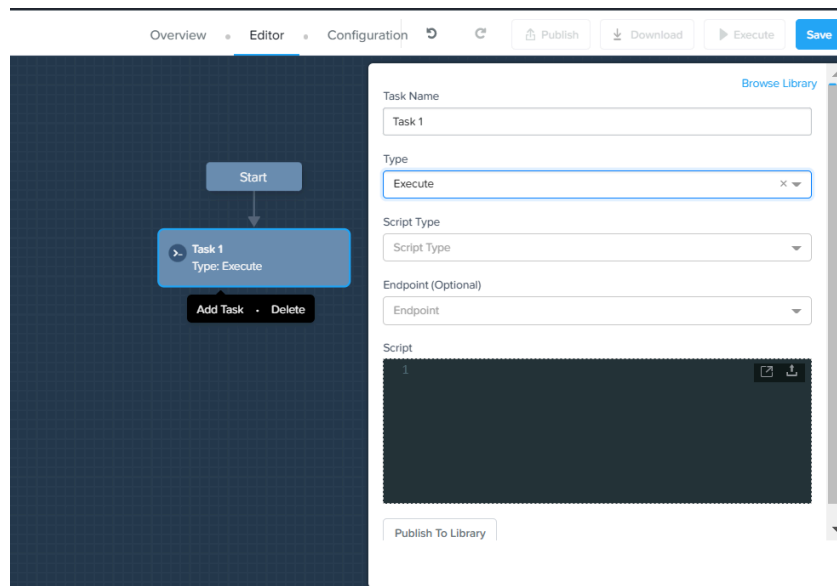 Overview
Editor
Configuration
Publish
Download
Execute
Save
Start
Task 1
Type: Execute
Add Task
Delete
Browse Library
Task Name
Task 1
Type
Execute
Script Type
Script Type
Endpoint (Optional)
Endpoint
Script
1
Publish To Library